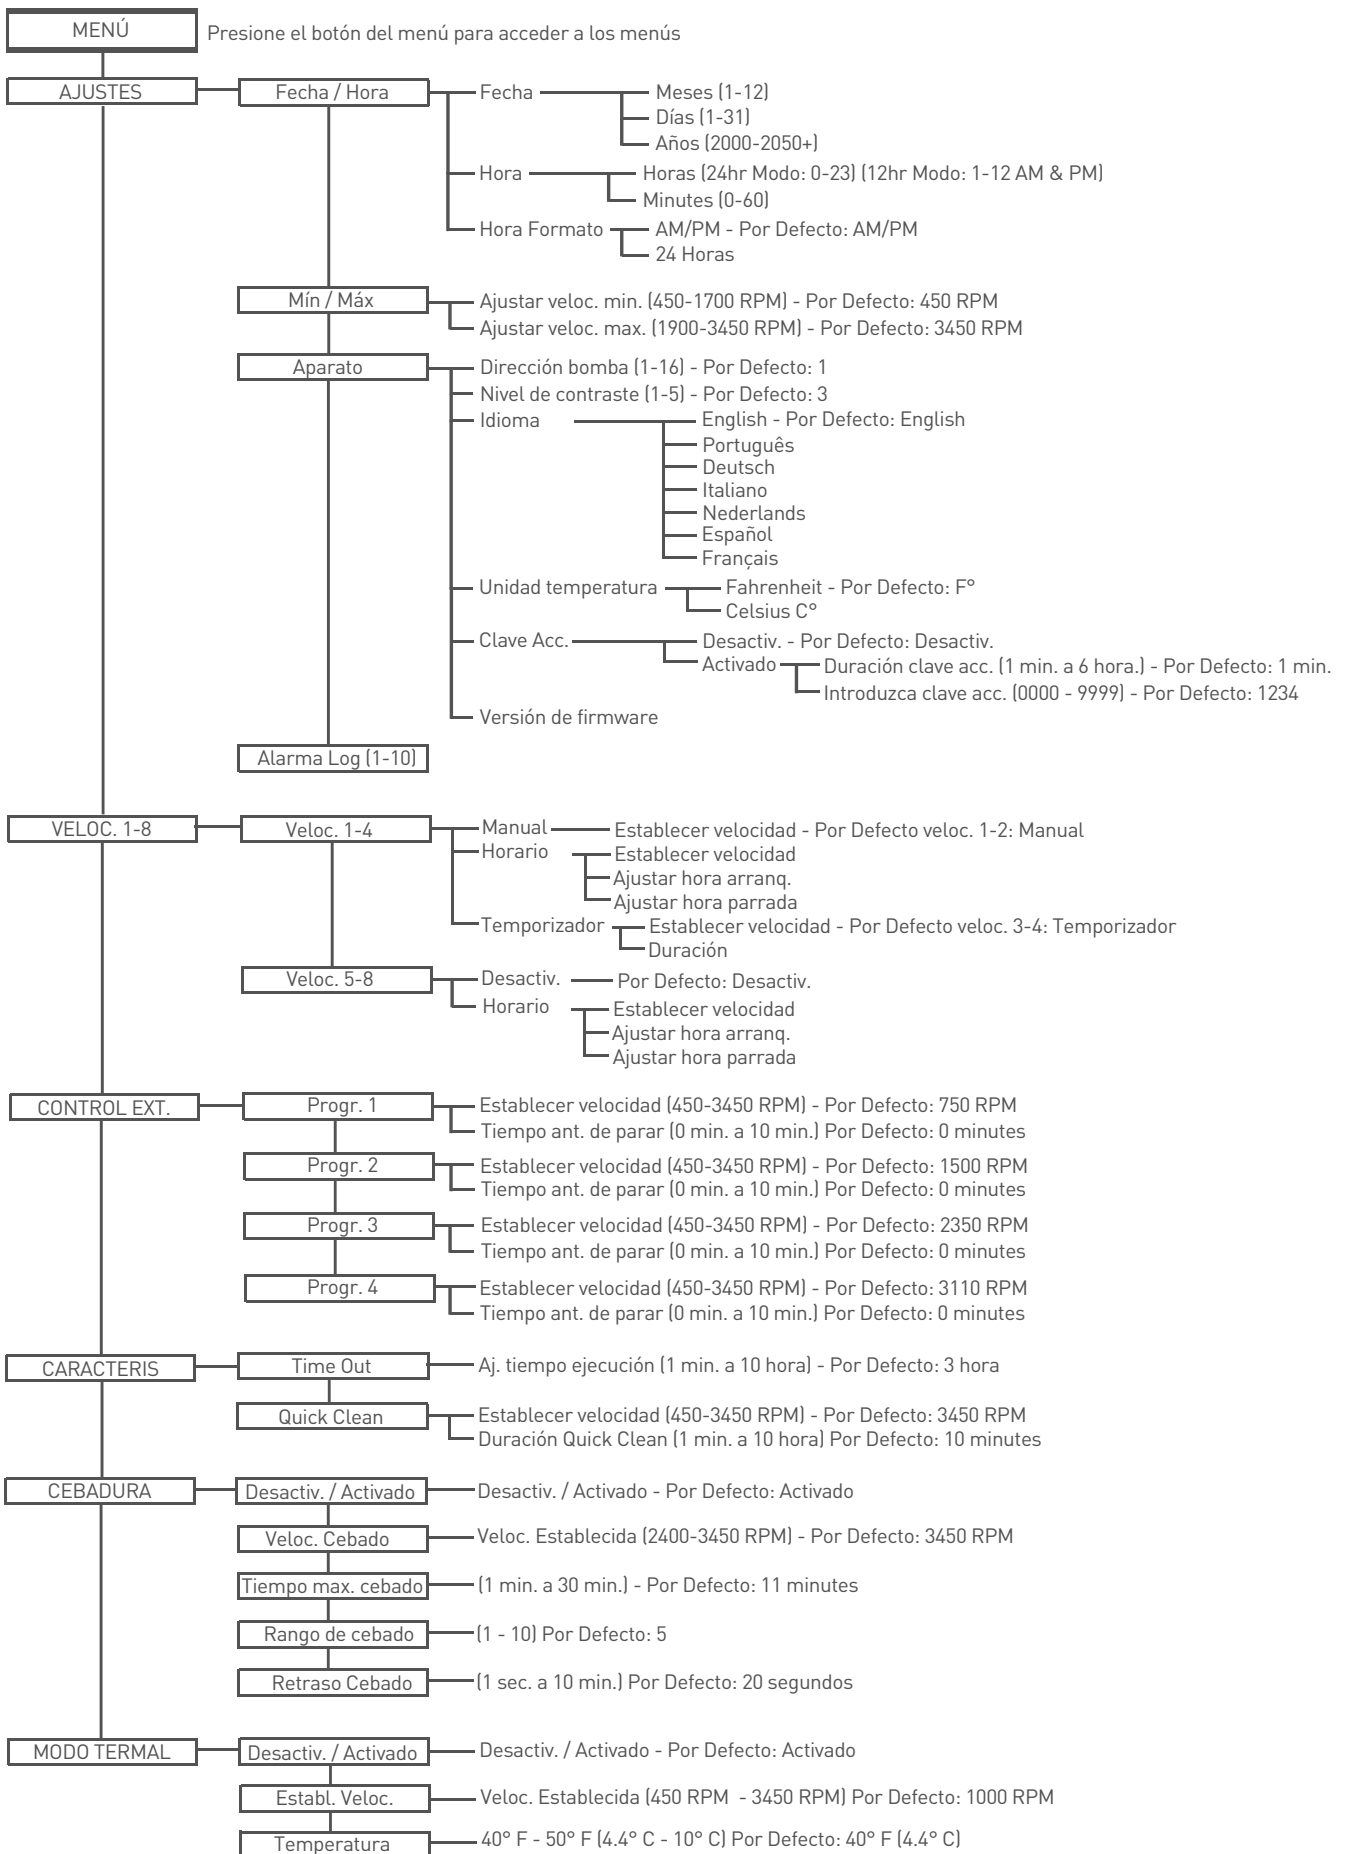 MENÚ Presione el botón del menú para acceder a los menús
AJUSTES Fecha / Hora Fecha Meses (1-12)
Días (1-31)
Años (2000-2050+)
Hora Horas (24hr Modo: 0-23) (12hr Modo: 1-12 AM & PM)
Minutes (0-60)
Hora Formato AM/PM - Por Defecto: AM/PM
24 Horas
Mín / Máx Ajustar veloc. min. (450-1700 RPM) - Por Defecto: 450 RPM
Ajustar veloc. max. (1900-3450 RPM) - Por Defecto: 3450 RPM
Aparato Dirección bomba (1-16) - Por Defecto: 1
Nivel de contraste (1-5) - Por Defecto: 3
Idioma English - Por Defecto: English
Português
Deutsch
Italiano
Nederlands
Español
Français
Unidad temperatura Fahrenheit - Por Defecto: F°
Celsius C°
Clave Acc. Desactiv. - Por Defecto: Desactiv.
Activado Duración clave acc. (1 min. a 6 hora.) - Por Defecto: 1 min.
Introduzca clave acc. (0000 - 9999) - Por Defecto: 1234
Versión de firmware
Alarma Log (1-10)
VELOC. 1-8 Veloc. 1-4 Manual Establecer velocidad - Por Defecto veloc. 1-2: Manual
Horario Establecer velocidad
Ajustar hora arranq.
Ajustar hora parrada
Temporizador Establecer velocidad - Por Defecto veloc. 3-4: Temporizador
Duración
Veloc. 5-8 Desactiv. Por Defecto: Desactiv.
Horario Establecer velocidad
Ajustar hora arranq.
Ajustar hora parrada
CONTROL EXT. Progr. 1 Establecer velocidad (450-3450 RPM) - Por Defecto: 750 RPM
Tiempo ant. de parar (0 min. a 10 min.) Por Defecto: 0 minutes
Progr. 2 Establecer velocidad (450-3450 RPM) - Por Defecto: 1500 RPM
Tiempo ant. de parar (0 min. a 10 min.) Por Defecto: 0 minutes
Progr. 3 Establecer velocidad (450-3450 RPM) - Por Defecto: 2350 RPM
Tiempo ant. de parar (0 min. a 10 min.) Por Defecto: 0 minutes
Progr. 4 Establecer velocidad (450-3450 RPM) - Por Defecto: 3110 RPM
Tiempo ant. de parar (0 min. a 10 min.) Por Defecto: 0 minutes
CARACTERIS Time Out Aj. tiempo ejecución (1 min. a 10 hora) - Por Defecto: 3 hora
Quick Clean Establecer velocidad (450-3450 RPM) - Por Defecto: 3450 RPM
Duración Quick Clean (1 min. a 10 hora) Por Defecto: 10 minutes
CEBADURA Desactiv. / Activado Desactiv. / Activado - Por Defecto: Activado
Veloc. Cebado Veloc. Establecida (2400-3450 RPM) - Por Defecto: 3450 RPM
Tiempo max. cebado (1 min. a 30 min.) - Por Defecto: 11 minutes
Rango de cebado (1 - 10) Por Defecto: 5
Retraso Cebado (1 sec. a 10 min.) Por Defecto: 20 segundos
MODO TERMAL Desactiv. / Activado Desactiv. / Activado - Por Defecto: Activado
Establ. Veloc. Veloc. Establecida (450 RPM - 3450 RPM) Por Defecto: 1000 RPM
Temperatura 40° F - 50° F (4.4° C - 10° C) Por Defecto: 40° F (4.4° C)